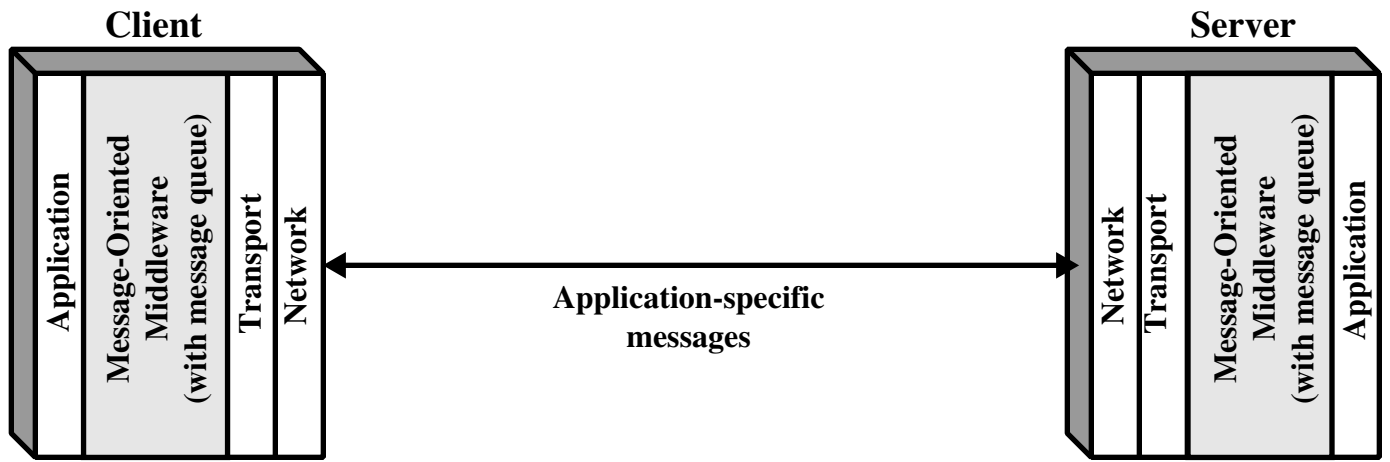 Client
Server
Application
Message-Oriented
Middleware
(with message queue)
Transport
Network
Application-specific
messages
Network
Transport
Message-Oriented
Middleware
(with message queue)
Application